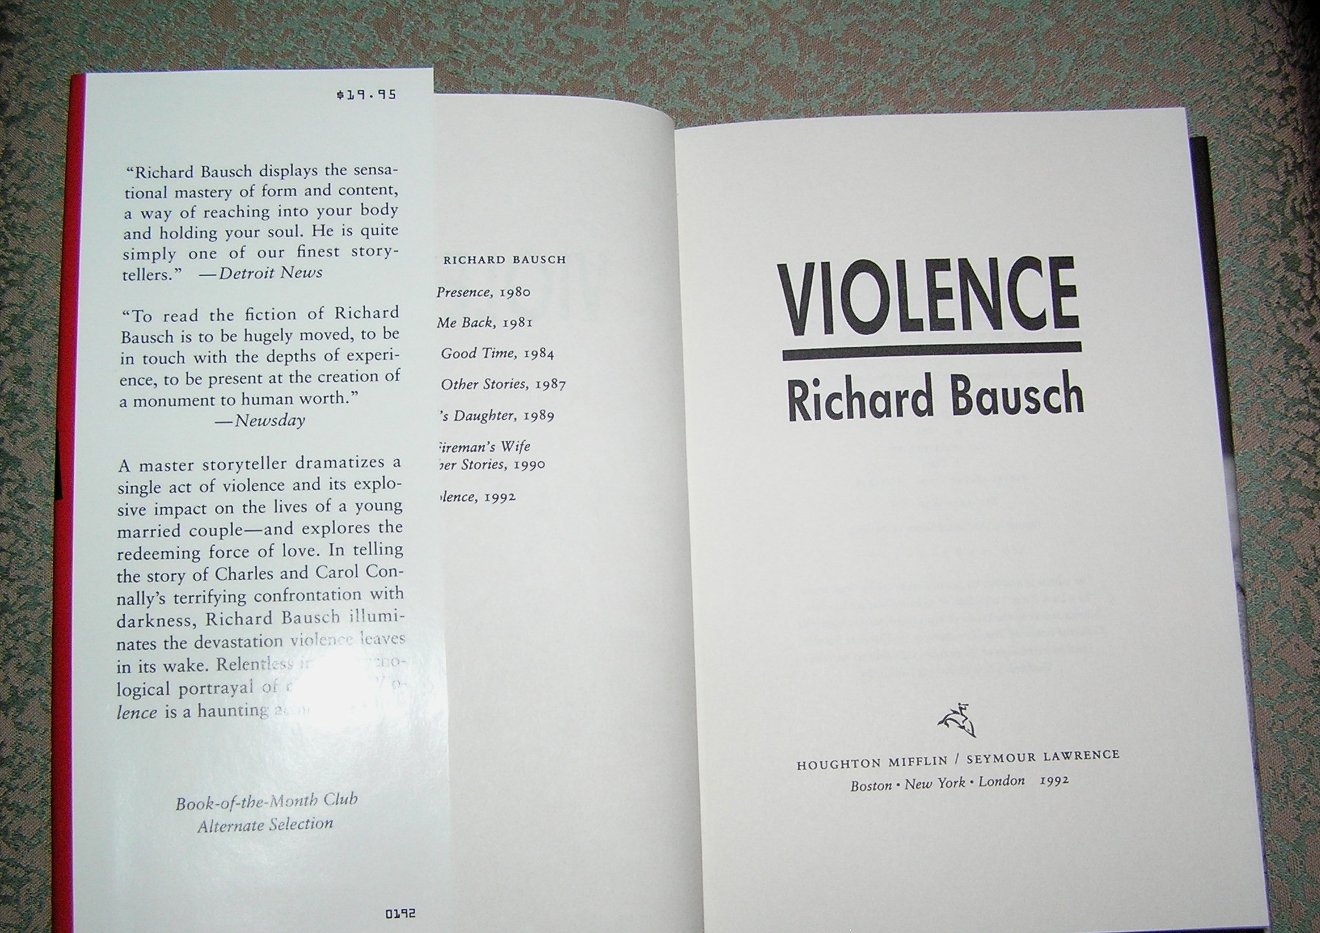 $19.95
“Richard Bausch displays the sensa-
tional mastery of form and content,
a way of reaching into your body
and holding your soul. He is quite
simply one of our finest story-
tellers.” —Detroit News
“To read the fiction of Richard
Bausch is to be hugely moved, to be
in touch with the depths of experi-
ence, to be present at the creation of
a monument to human worth.”
—Newsday
A master storyteller dramatizes a
single act of violence and its explo-
sive impact on the lives of a young
married couple—and explores the
redeeming force of love. In telling
the story of Charles and Carol Con-
nally’s terrifying confrontation with
darkness, Richard Bausch illumi-
nates the devastation violence leaves
in its wake. Relentless
logical portrayal of
lence is a haunting
Book-of-the-Month Club
Alternate Selection
0192
RICHARD BAUSCH
Presence, 1980
Me Back, 1981
Good Time, 1984
Other Stories, 1987
’s Daughter, 1989
ireman’s Wife
her Stories, 1990
lence, 1992
VIOLENCE
Richard Bausch
HOUGHTON MIFFLIN / SEYMOUR LAWRENCE
Boston • New York • London 1992